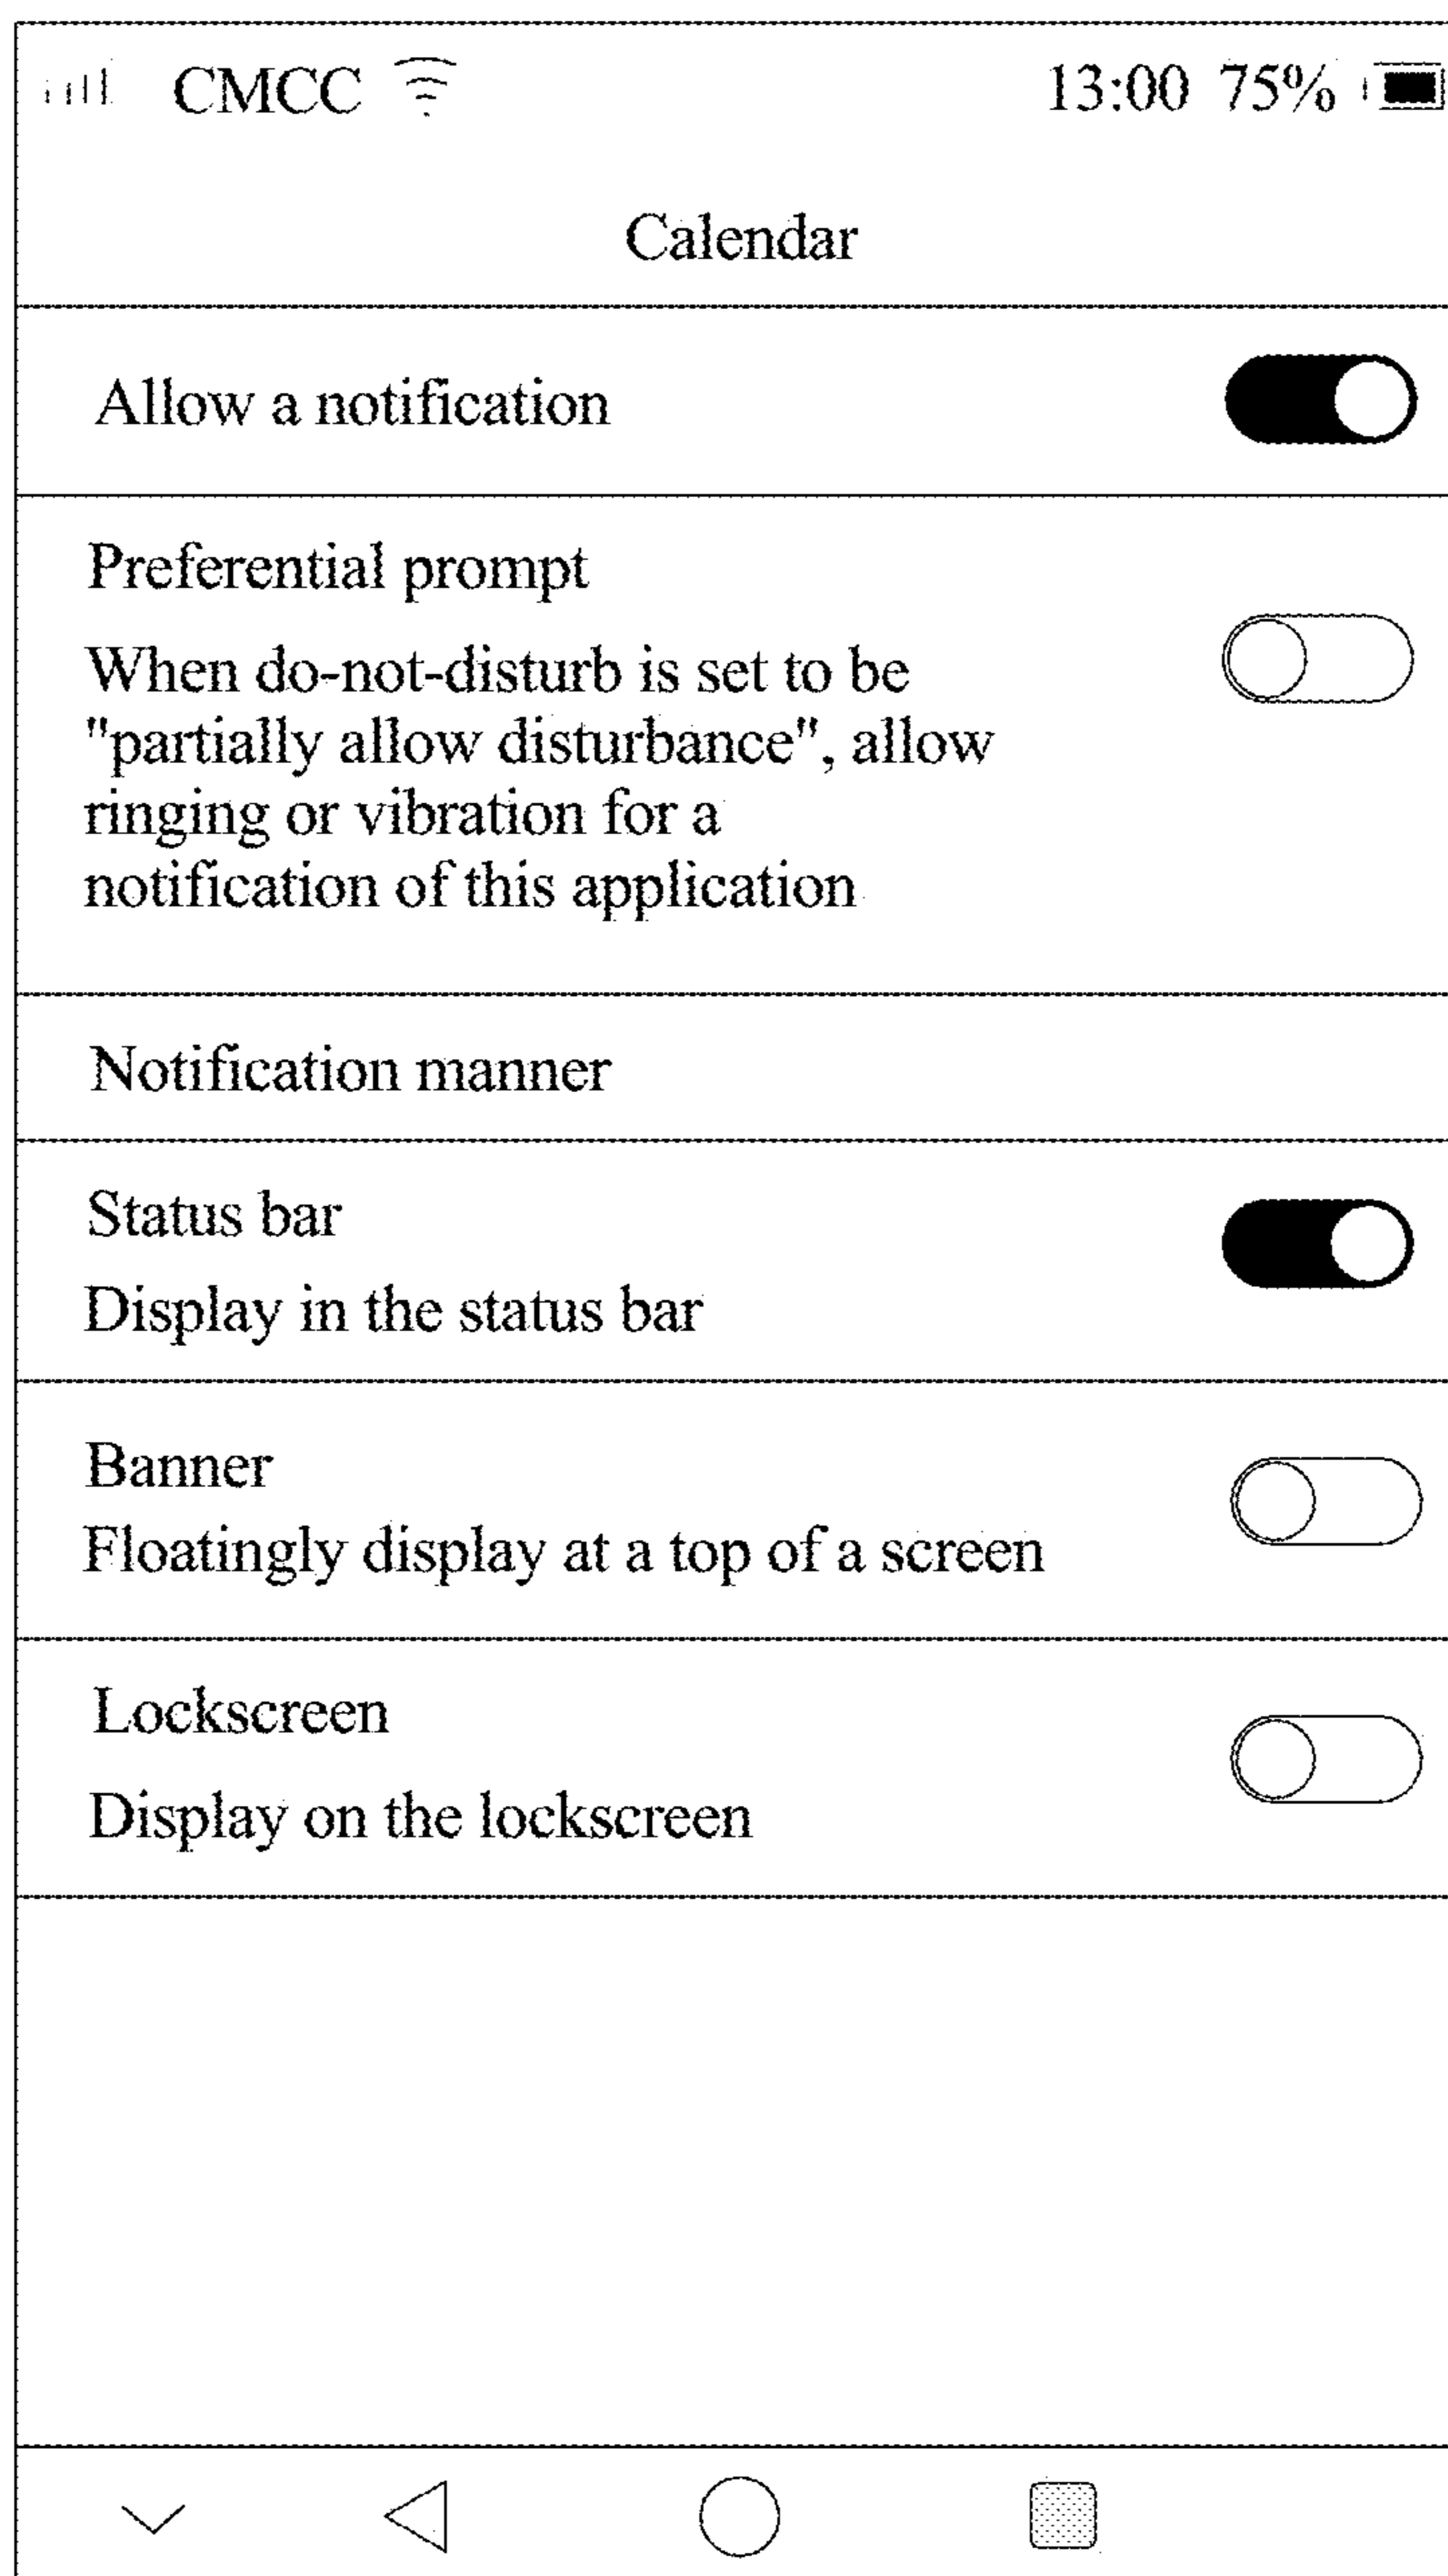 CMCC 13:00 75%
Calendar
Allow a notification
Preferential prompt
When do-not-disturb is set to be
"partially allow disturbance", allow
ringing or vibration for a
notification of this application
Notification manner
Status bar
Display in the status bar
Banner
Floatingly display at a top of a screen
Lockscreen
Display on the lockscreen